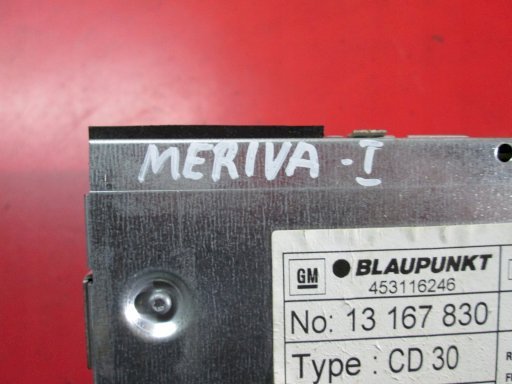 MERIVA - I
GM BLAUPUNKT
453116246
No: 13 167 830
Type : CD 30